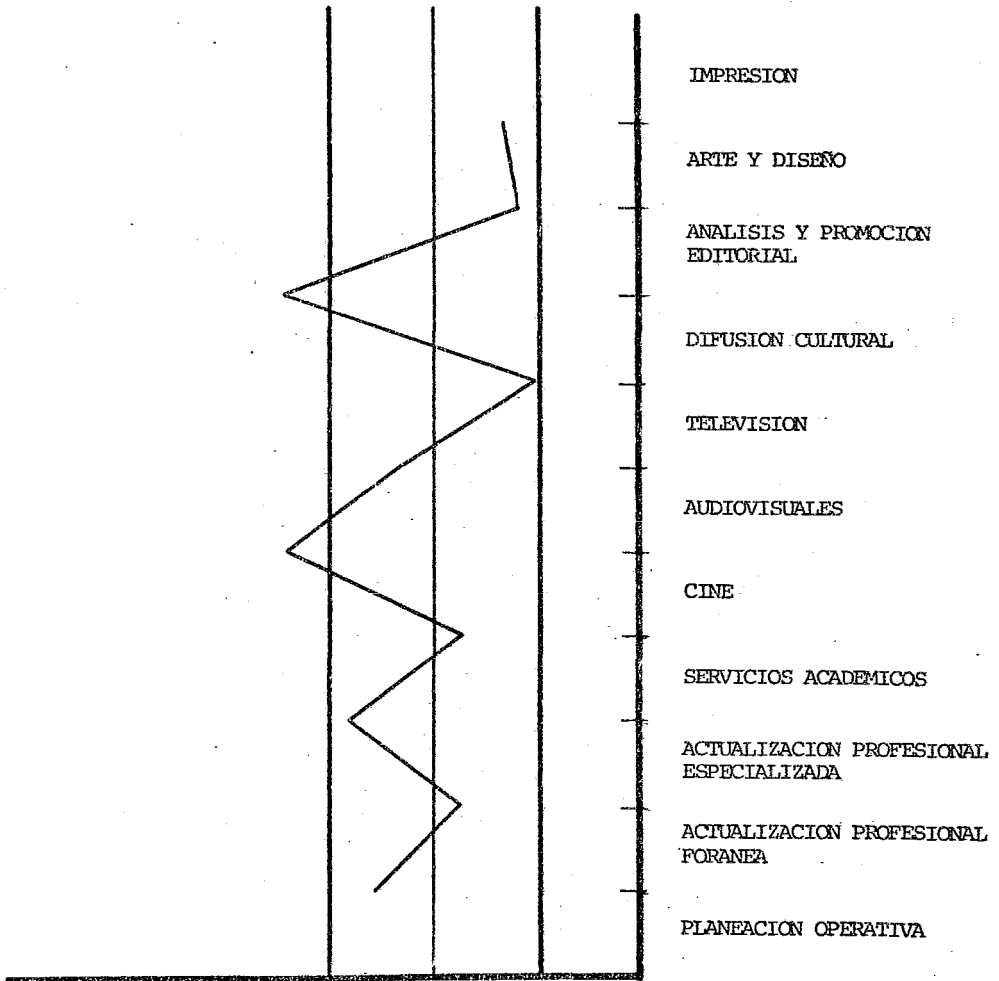 IMPRESION
ARTE Y DISEÑO
ANALISIS Y PROMOCION
EDITORIAL
DIFUSION CULTURAL
TELEVISION
AUDIOVISUALES
CINE
SERVICIOS ACADEMICOS
ACTUALIZACION PROFESIONAL
ESPECIALIZADA
ACTUALIZACION PROFESIONAL
FORANEA
PLANEACION OPERATIVA